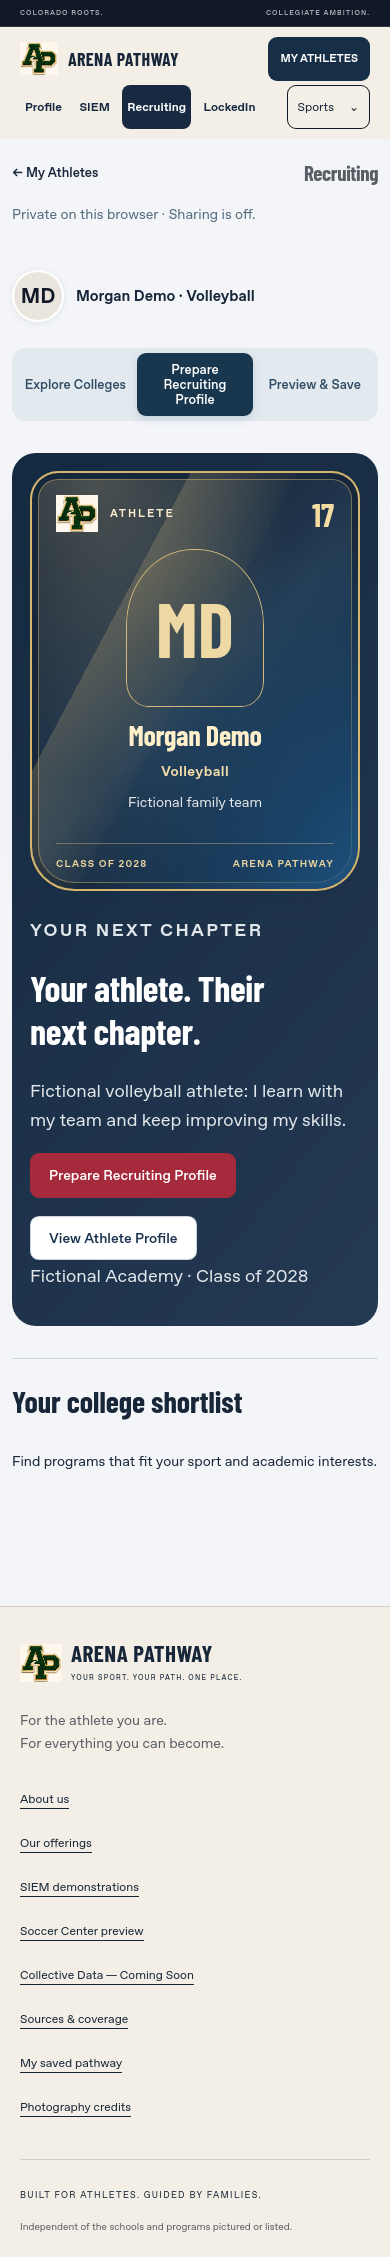 COLORADO ROOTS. COLLEGIATE AMBITION.
AP ARENA PATHWAY MY ATHLETES
Profile SIEM Recruiting LockedIn Sports
← My Athletes Recruiting
Private on this browser · Sharing is off.
MD Morgan Demo · Volleyball
Explore Colleges Prepare Recruiting Profile Preview & Save
AP ATHLETE 17
MD
Morgan Demo
Volleyball
Fictional family team
CLASS OF 2028 ARENA PATHWAY
YOUR NEXT CHAPTER
Your athlete. Their
next chapter.
Fictional volleyball athlete: I learn with
my team and keep improving my skills.
Prepare Recruiting Profile
View Athlete Profile
Fictional Academy · Class of 2028
Your college shortlist
Find programs that fit your sport and academic interests.
AP ARENA PATHWAY
YOUR SPORT. YOUR PATH. ONE PLACE.
For the athlete you are.
For everything you can become.
About us
Our offerings
SIEM demonstrations
Soccer Center preview
Collective Data — Coming Soon
Sources & coverage
My saved pathway
Photography credits
BUILT FOR ATHLETES. GUIDED BY FAMILIES.
Independent of the schools and programs pictured or listed.